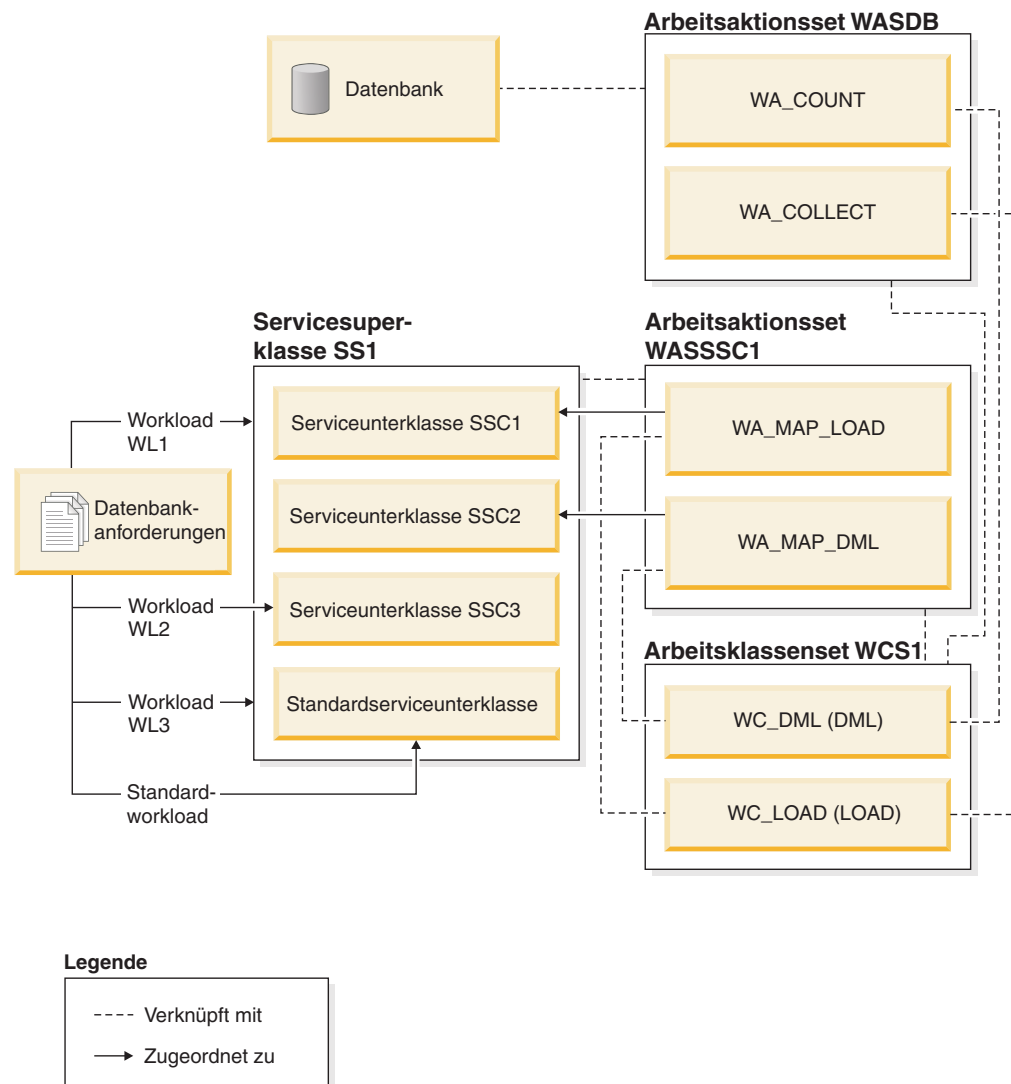 Arbeitsaktionsset WASDB
Datenbank
WA_COUNT
WA_COLLECT
Servicesuper-
klasse SS1
Arbeitsaktionsset
WASSSC1
Workload
WL1
Serviceunterklasse SSC1
WA_MAP_LOAD
Datenbank-
anforderungen
Serviceunterklasse SSC2
WA_MAP_DML
Workload
WL2
Serviceunterklasse SSC3
Arbeitsklassenset WCS1
Workload
WL3
Standardserviceunterklasse
WC_DML (DML)
Standard-
workload
WC_LOAD (LOAD)
Legende
Verknüpft mit
Zugeordnet zu